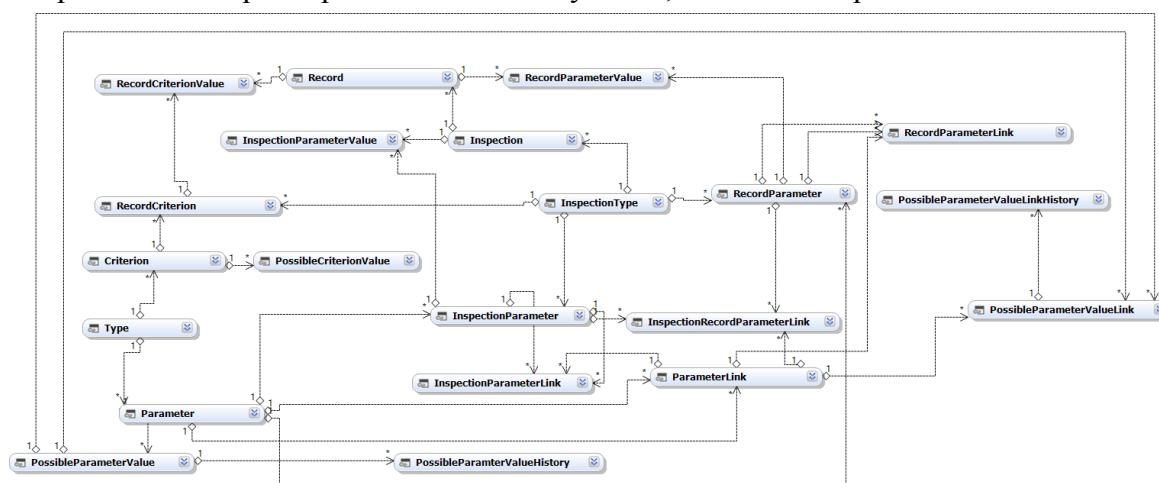 RecordCriterionValue
Record
RecordParameterValue
InspectionParameterValue
Inspection
RecordParameterLink
RecordCriterion
InspectionType
RecordParameter
PossibleParameterValueLinkHistory
Criterion
PossibleCriterionValue
Type
InspectionParameter
InspectionRecordParameterLink
PossibleParameterValueLink
InspectionParameterLink
ParameterLink
Parameter
PossibleParameterValue
PossibleParamterValueHistory